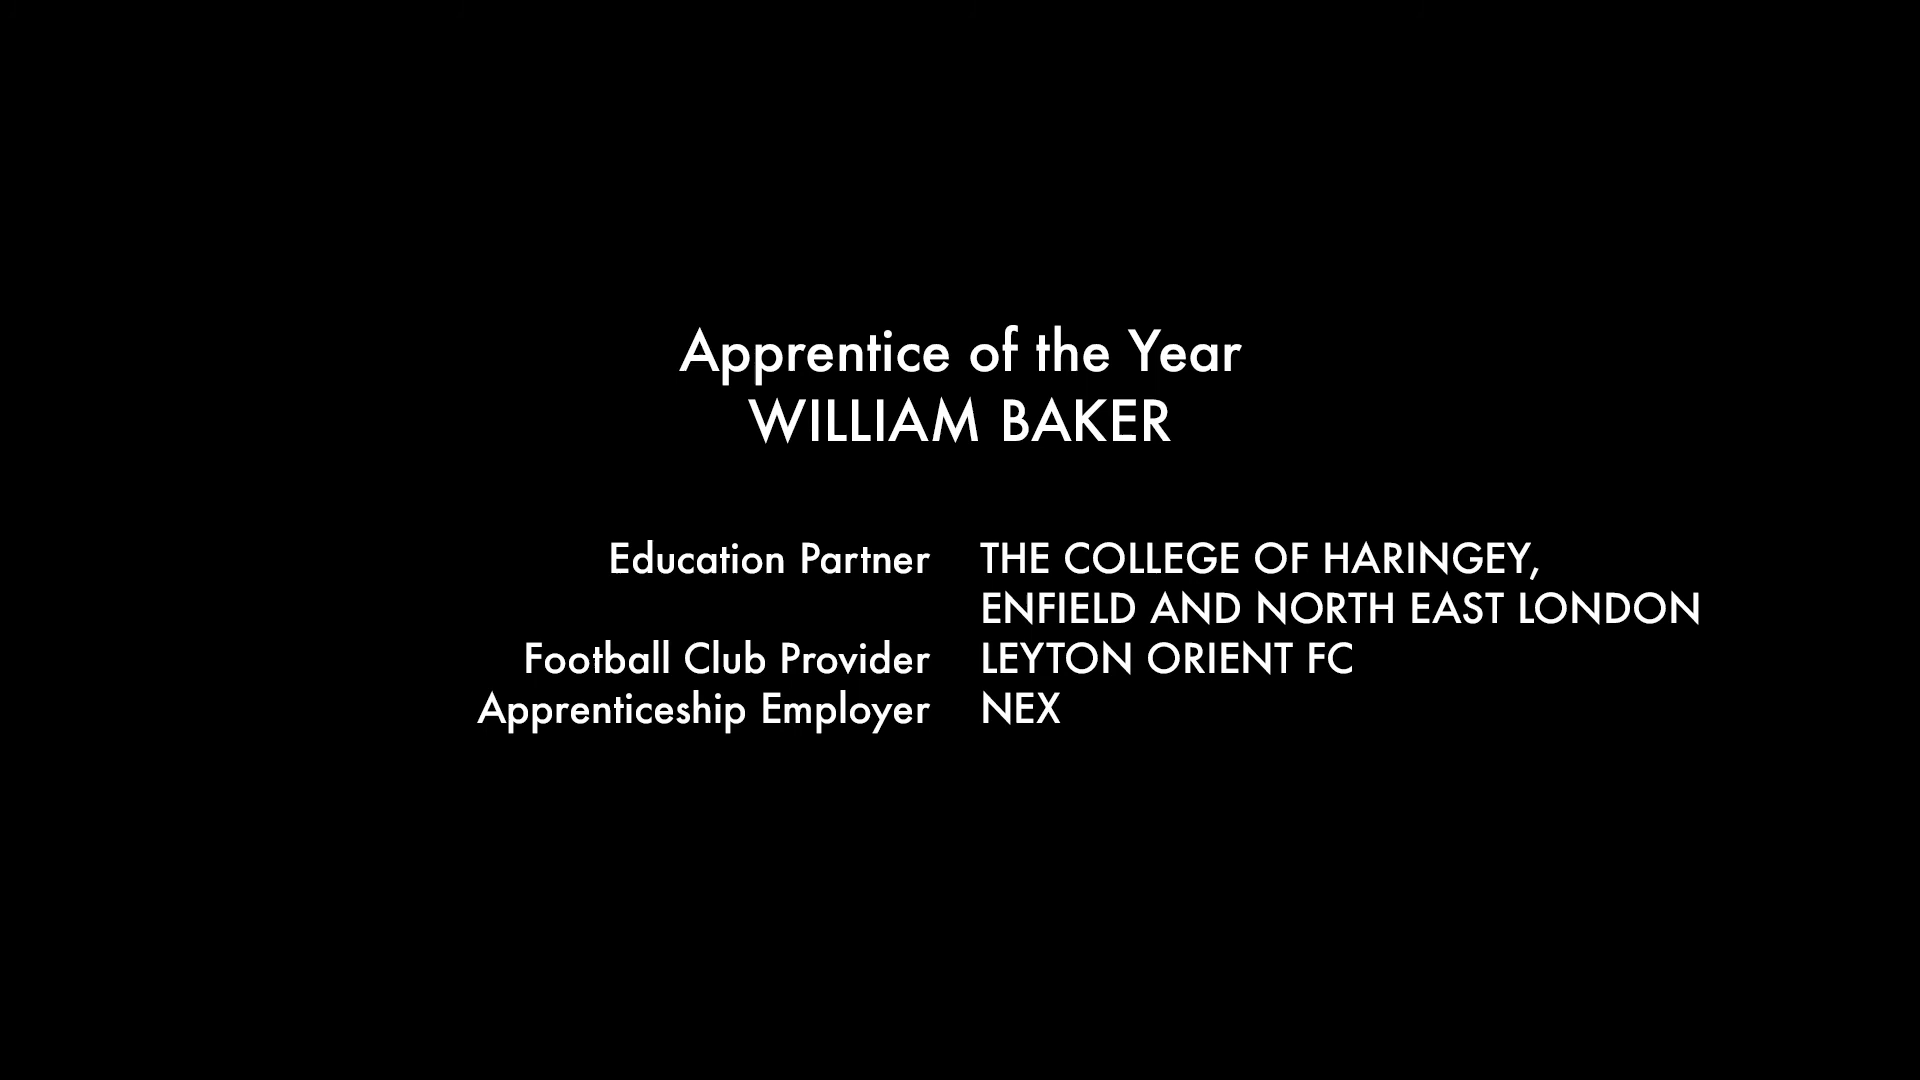 Apprentice of the Year
WILLIAM BAKER
Education Partner THE COLLEGE OF HARINGEY,
ENFIELD AND NORTH EAST LONDON
Football Club Provider LEYTON ORIENT FC
Apprenticeship Employer NEX